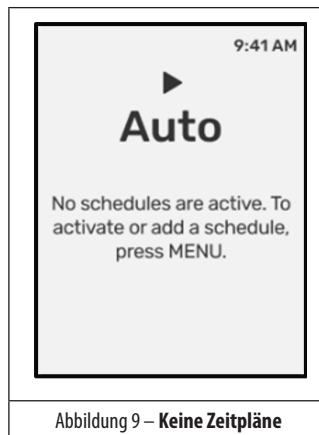 9:41 AM
Auto
No schedules are active. To
activate or add a schedule,
press MENU.
Abbildung 9 – Keine Zeitpläne